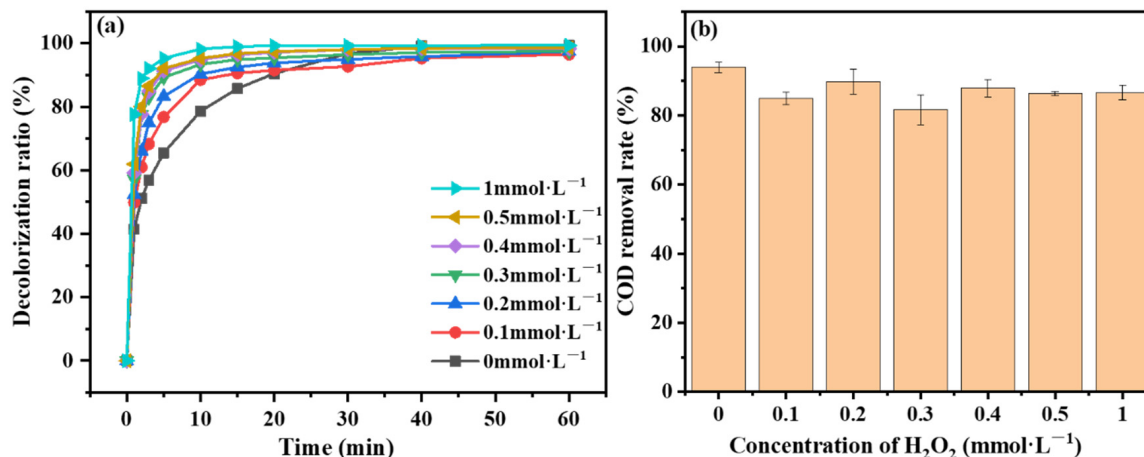 (a)
Decolorization ratio (%)
100
80
60
40
20
0
1mmol·L⁻¹
0.5mmol·L⁻¹
0.4mmol·L⁻¹
0.3mmol·L⁻¹
0.2mmol·L⁻¹
0.1mmol·L⁻¹
0mmol·L⁻¹
0 10 20 30 40 50 60
Time (min)
(b)
COD removal rate (%)
100
80
60
40
20
0
0 0.1 0.2 0.3 0.4 0.5 1
Concentration of H₂O₂ (mmol·L⁻¹)